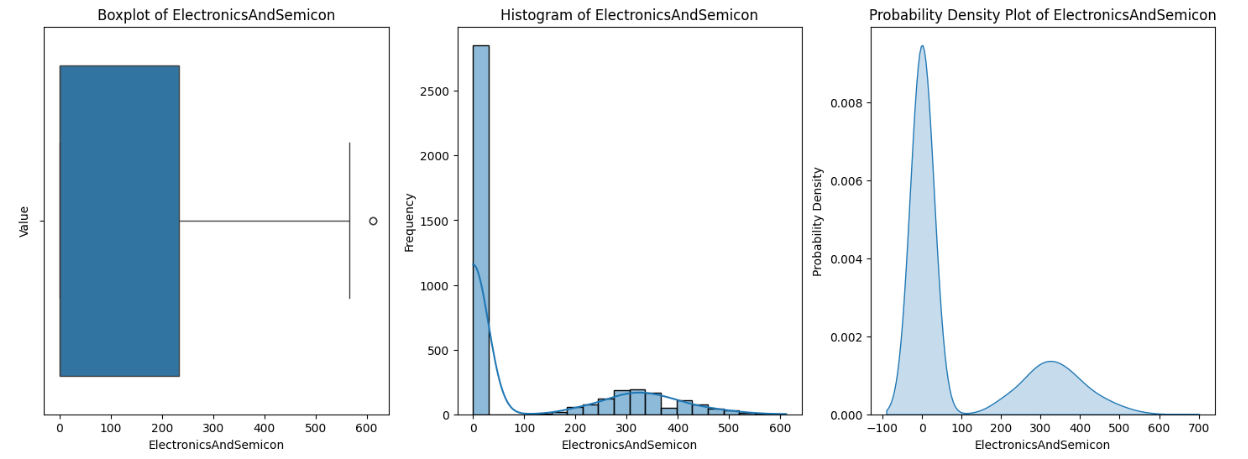 Boxplot of ElectronicsAndSemicon
Value
0 100 200 300 400 500 600
ElectronicsAndSemicon
Histogram of ElectronicsAndSemicon
Frequency
2500
2000
1500
1000
500
0
0 100 200 300 400 500 600
ElectronicsAndSemicon
Probability Density Plot of ElectronicsAndSemicon
Probability Density
0.008
0.006
0.004
0.002
0.000
−100 0 100 200 300 400 500 600 700
ElectronicsAndSemicon